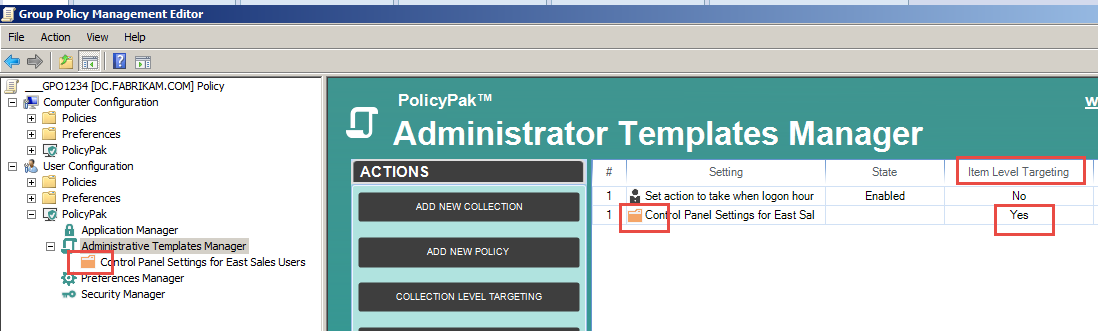 Group Policy Management Editor
File Action View Help
___GPO1234 [DC.FABRIKAM.COM] Policy
Computer Configuration
Policies
Preferences
PolicyPak
User Configuration
Policies
Preferences
PolicyPak
Application Manager
Administrative Templates Manager
Control Panel Settings for East Sales Users
Preferences Manager
Security Manager
PolicyPak™
Administrator Templates Manager
ACTIONS
ADD NEW COLLECTION
ADD NEW POLICY
COLLECTION LEVEL TARGETING
# Setting State Item Level Targeting
1 Set action to take when logon hour Enabled No
1 Control Panel Settings for East Sal Yes